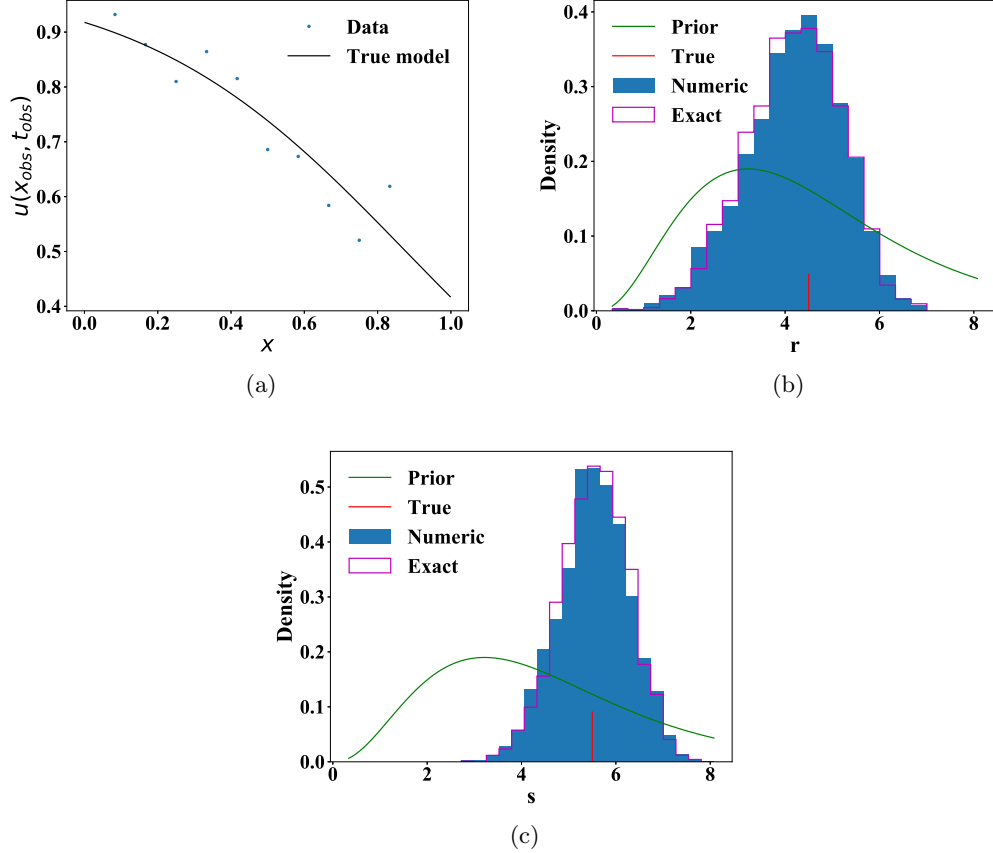 0.9
0.8
0.7
0.6
0.5
0.4
u(x_obs, t_obs)
Data
True model
0.0 0.2 0.4 0.6 0.8 1.0
x
(a)
0.4
0.3
0.2
0.1
0.0
Density
Prior
True
Numeric
Exact
0 2 4 6 8
r
(b)
0.5
0.4
0.3
0.2
0.1
0.0
Density
Prior
True
Numeric
Exact
0 2 4 6 8
s
(c)